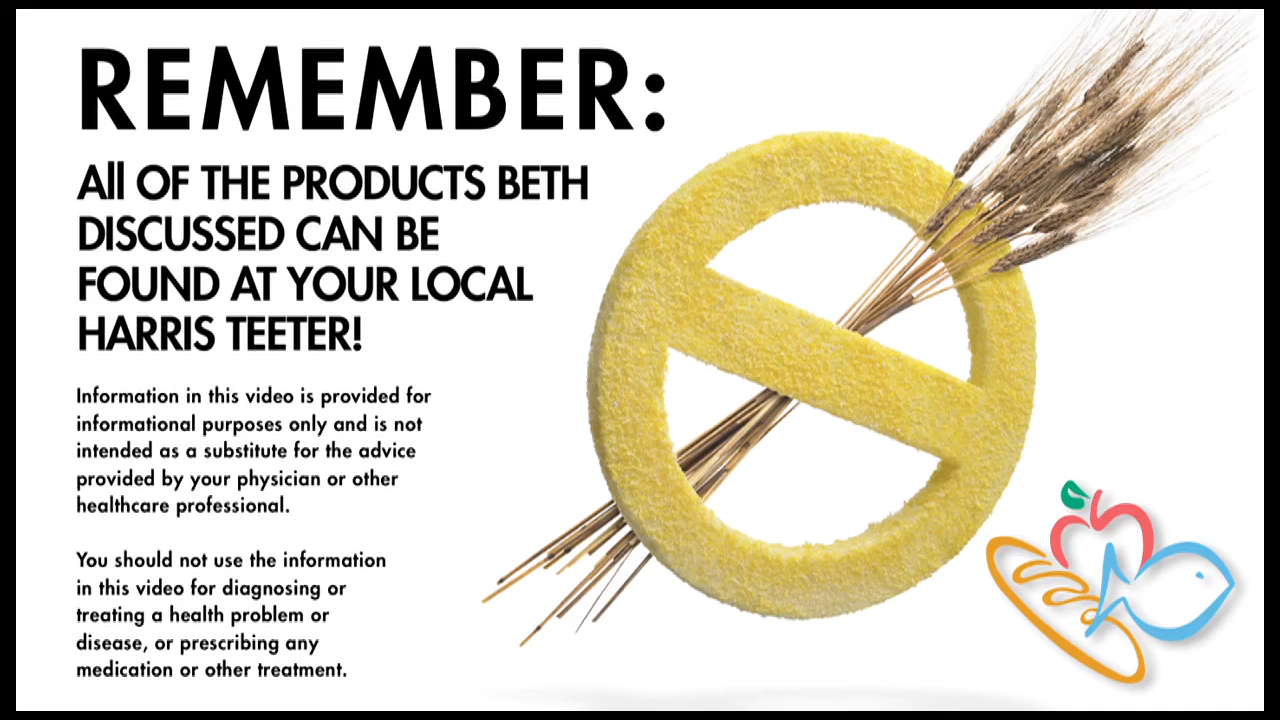 REMEMBER:
All OF THE PRODUCTS BETH
DISCUSSED CAN BE
FOUND AT YOUR LOCAL
HARRIS TEETER!
Information in this video is provided for
informational purposes only and is not
intended as a substitute for the advice
provided by your physician or other
healthcare professional.
You should not use the information
in this video for diagnosing or
treating a health problem or
disease, or prescribing any
medication or other treatment.